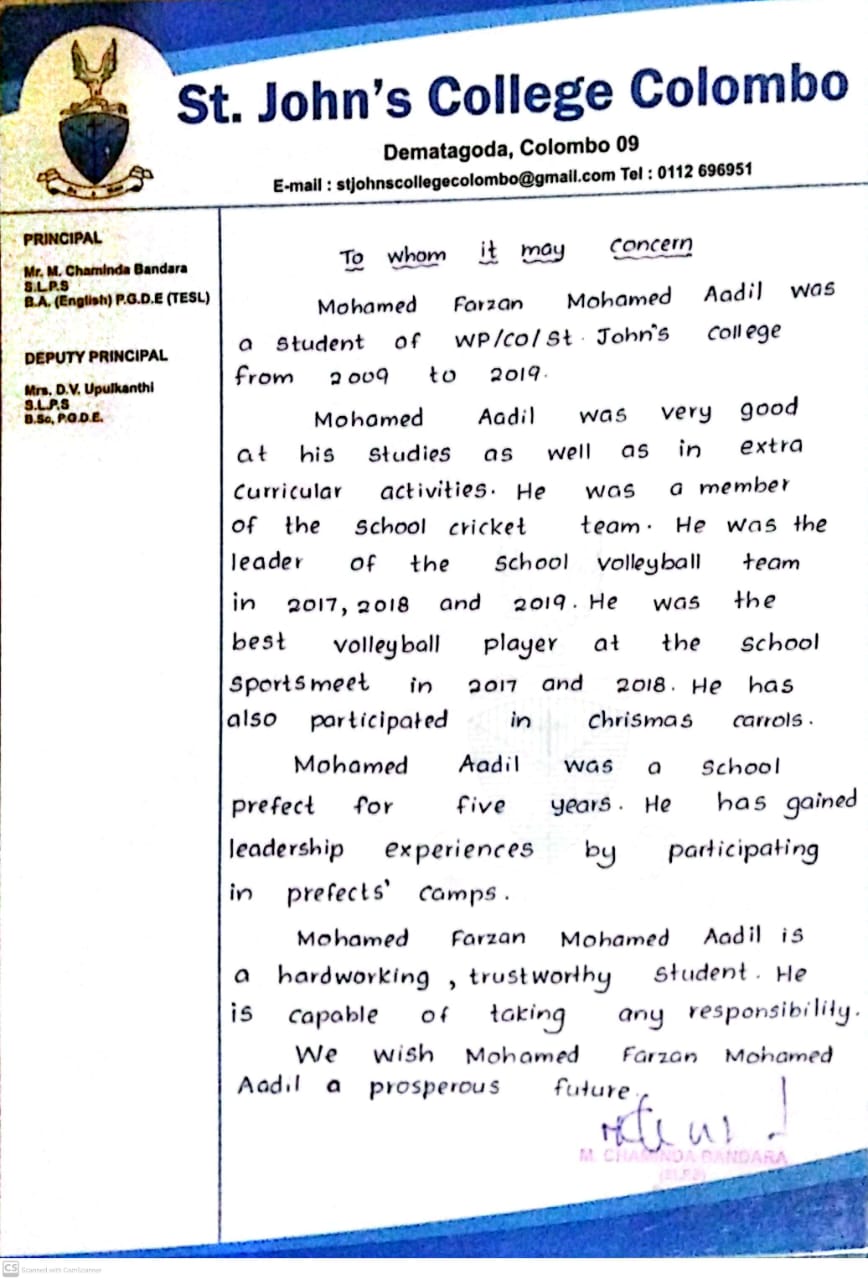 St. John's College Colombo
Dematagoda, Colombo 09
E-mail : stjohnscollegecolombo@gmail.com Tel : 0112 696951
PRINCIPAL
Mr. M. Chaminda Bandara
S.L.P.S
B.A. (English) P.G.D.E (TESL)
DEPUTY PRINCIPAL
Mrs. D.V. Upulkanthi
S.L.P.S
B.Sc, P.G.D.E.
To whom it may concern
Mohamed Farzan Mohamed Aadil was
a student of WP/CO/St. John's college
from 2009 to 2019.
Mohamed Aadil was very good
at his studies as well as in extra
curricular activities. He was a member
of the school cricket team. He was the
leader of the school volleyball team
in 2017, 2018 and 2019. He was the
best volleyball player at the school
sportsmeet in 2017 and 2018. He has
also participated in chrismas carrols.
Mohamed Aadil was a school
prefect for five years. He has gained
leadership experiences by participating
in prefects' camps.
Mohamed Farzan Mohamed Aadil is
a hardworking , trustworthy student. He
is capable of taking any responsibility.
We wish Mohamed Farzan Mohamed
Aadil a prosperous future.
M. CHAMINDA BANDARA
(SLPS)
CS Scanned with CamScanner